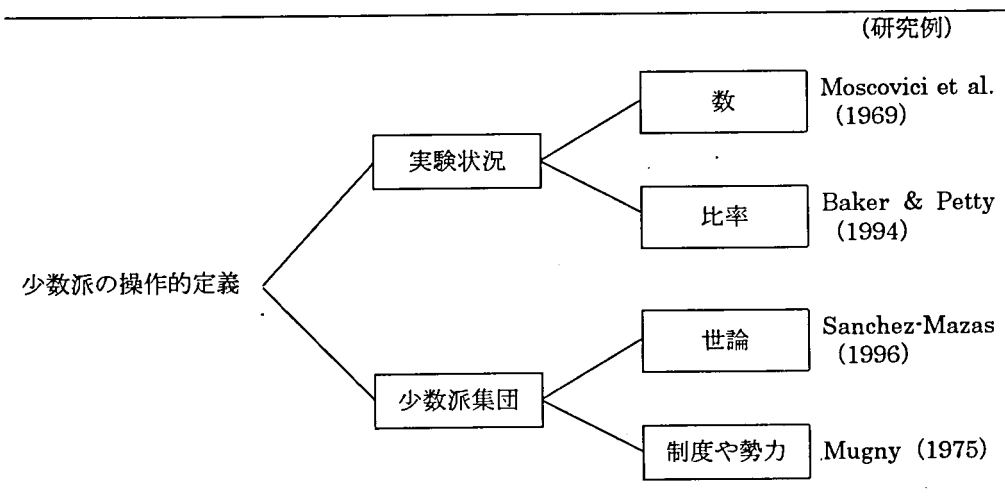 (研究例)
数
Moscovici et al.
(1969)
実験状況
比率
Baker & Petty
(1994)
少数派の操作的定義
世論
Sanchez-Mazas
(1996)
少数派集団
制度や勢力
Mugny (1975)